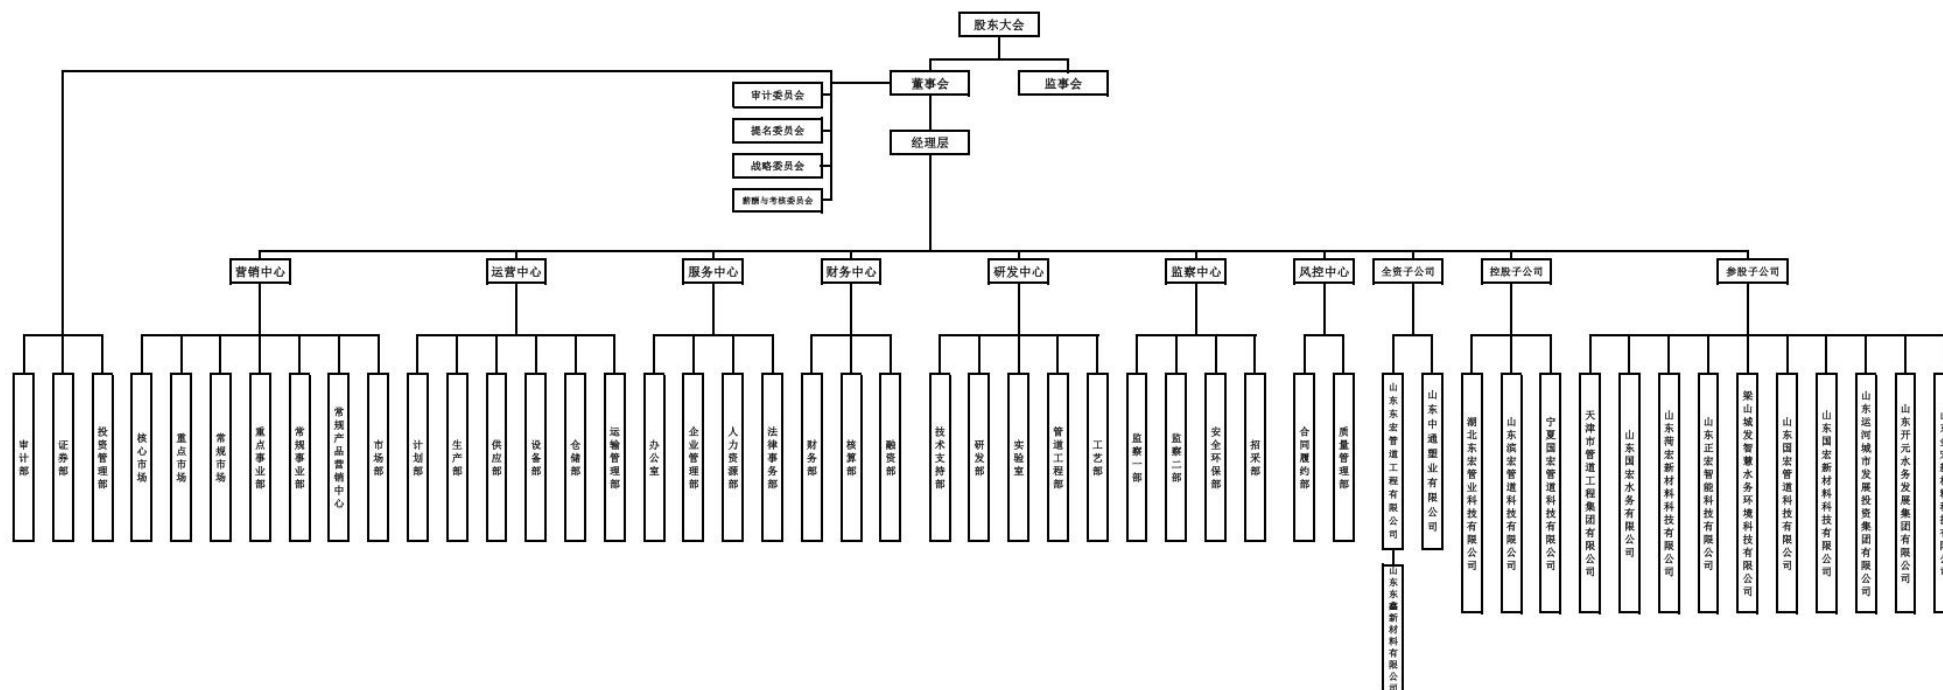 股东大会
董事会
监事会
审计委员会
提名委员会
战略委员会
薪酬与考核委员会
经理层
营销中心
运营中心
服务中心
财务中心
研发中心
监察中心
风控中心
全资子公司
控股子公司
参股子公司
审计部
证券部
投资管理部
核心市场
重点市场
常规市场
重点事业部
常规事业部
常规产品营销中心
市场部
计划部
生产部
供应部
设备部
仓储部
运输管理部
办公室
企业管理部
人力资源部
法律事务部
财务部
核算部
融资部
技术支持部
研发部
实验室
管道工程部
工艺部
监察一部
监察二部
安全环保部
招采部
合同履约部
质量管理部
山东东宏管道工程有限公司
山东中通塑业有限公司
湖北东宏管业科技有限公司
山东滨宏管道科技有限公司
宁夏国宏管道科技有限公司
天津市管道工程集团有限公司
山东国宏水务有限公司
山东菏宏新材料科技有限公司
山东正宏智能科技有限公司
梁山城发智慧水务环境科技有限公司
山东国宏管道科技有限公司
山东国宏新材料科技有限公司
山东运河城市发展投资集团有限公司
山东开元水务发展集团有限公司
山东东鑫新材料有限公司